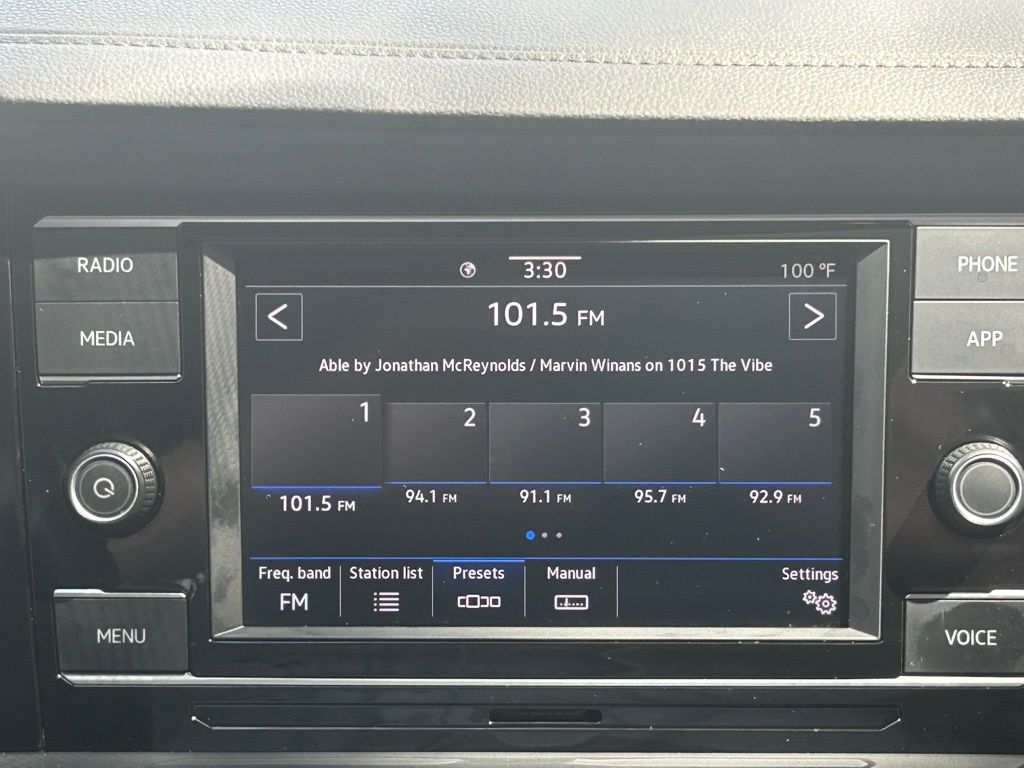 RADIO
MEDIA
MENU
3:30
100 °F
<
101.5 FM
>
Able by Jonathan McReynolds / Marvin Winans on 1015 The Vibe
1
2
3
4
5
101.5 FM
94.1 FM
91.1 FM
95.7 FM
92.9 FM
Freq. band
Station list
Presets
Manual
Settings
FM
PHONE
APP
VOICE